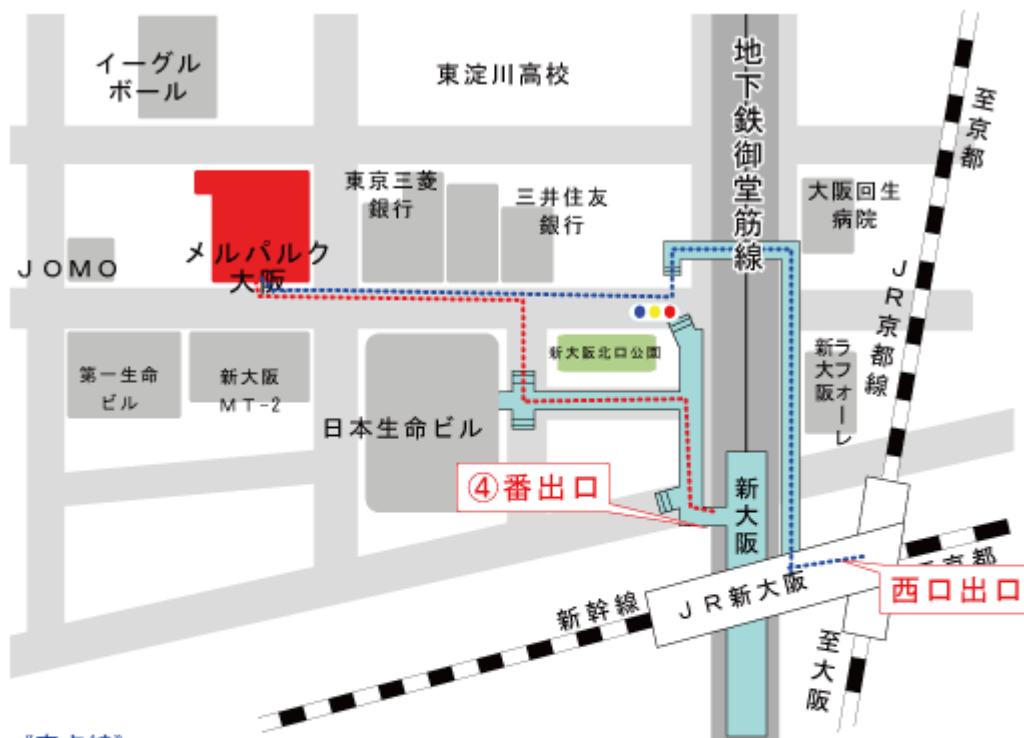 イーグル
ボール
東淀川高校
地下鉄御堂筋線
至京都
東京三菱
銀行
三井住友
銀行
大阪回生
病院
メルパルク
大阪
JOMO
JR京都線
新大阪北口公園
ラフォーレ
新大阪
第一生命
ビル
新大阪
MT-2
日本生命ビル
④番出口
新大阪
JR新大阪
西口出口
新幹線
至大阪